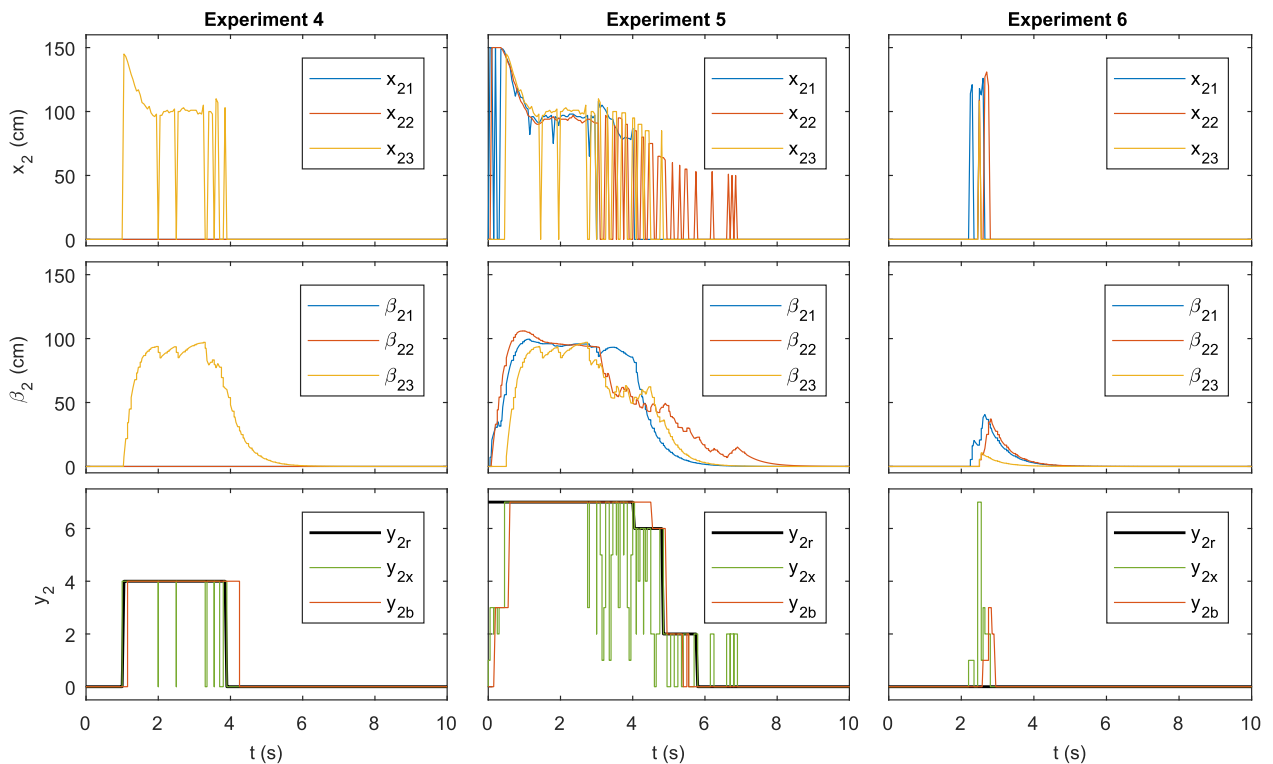 Experiment 4 Experiment 5 Experiment 6
x₂ (cm)
150
100
50
0
x₂₁
x₂₂
x₂₃
x₂₁
x₂₂
x₂₃
x₂₁
x₂₂
x₂₃
β₂ (cm)
150
100
50
0
β₂₁
β₂₂
β₂₃
β₂₁
β₂₂
β₂₃
β₂₁
β₂₂
β₂₃
y₂
6
4
2
0
y₂ᵣ
y₂ₓ
y₂b
y₂ᵣ
y₂ₓ
y₂b
y₂ᵣ
y₂ₓ
y₂b
0 2 4 6 8 10 0 2 4 6 8 10 0 2 4 6 8 10
t (s) t (s) t (s)